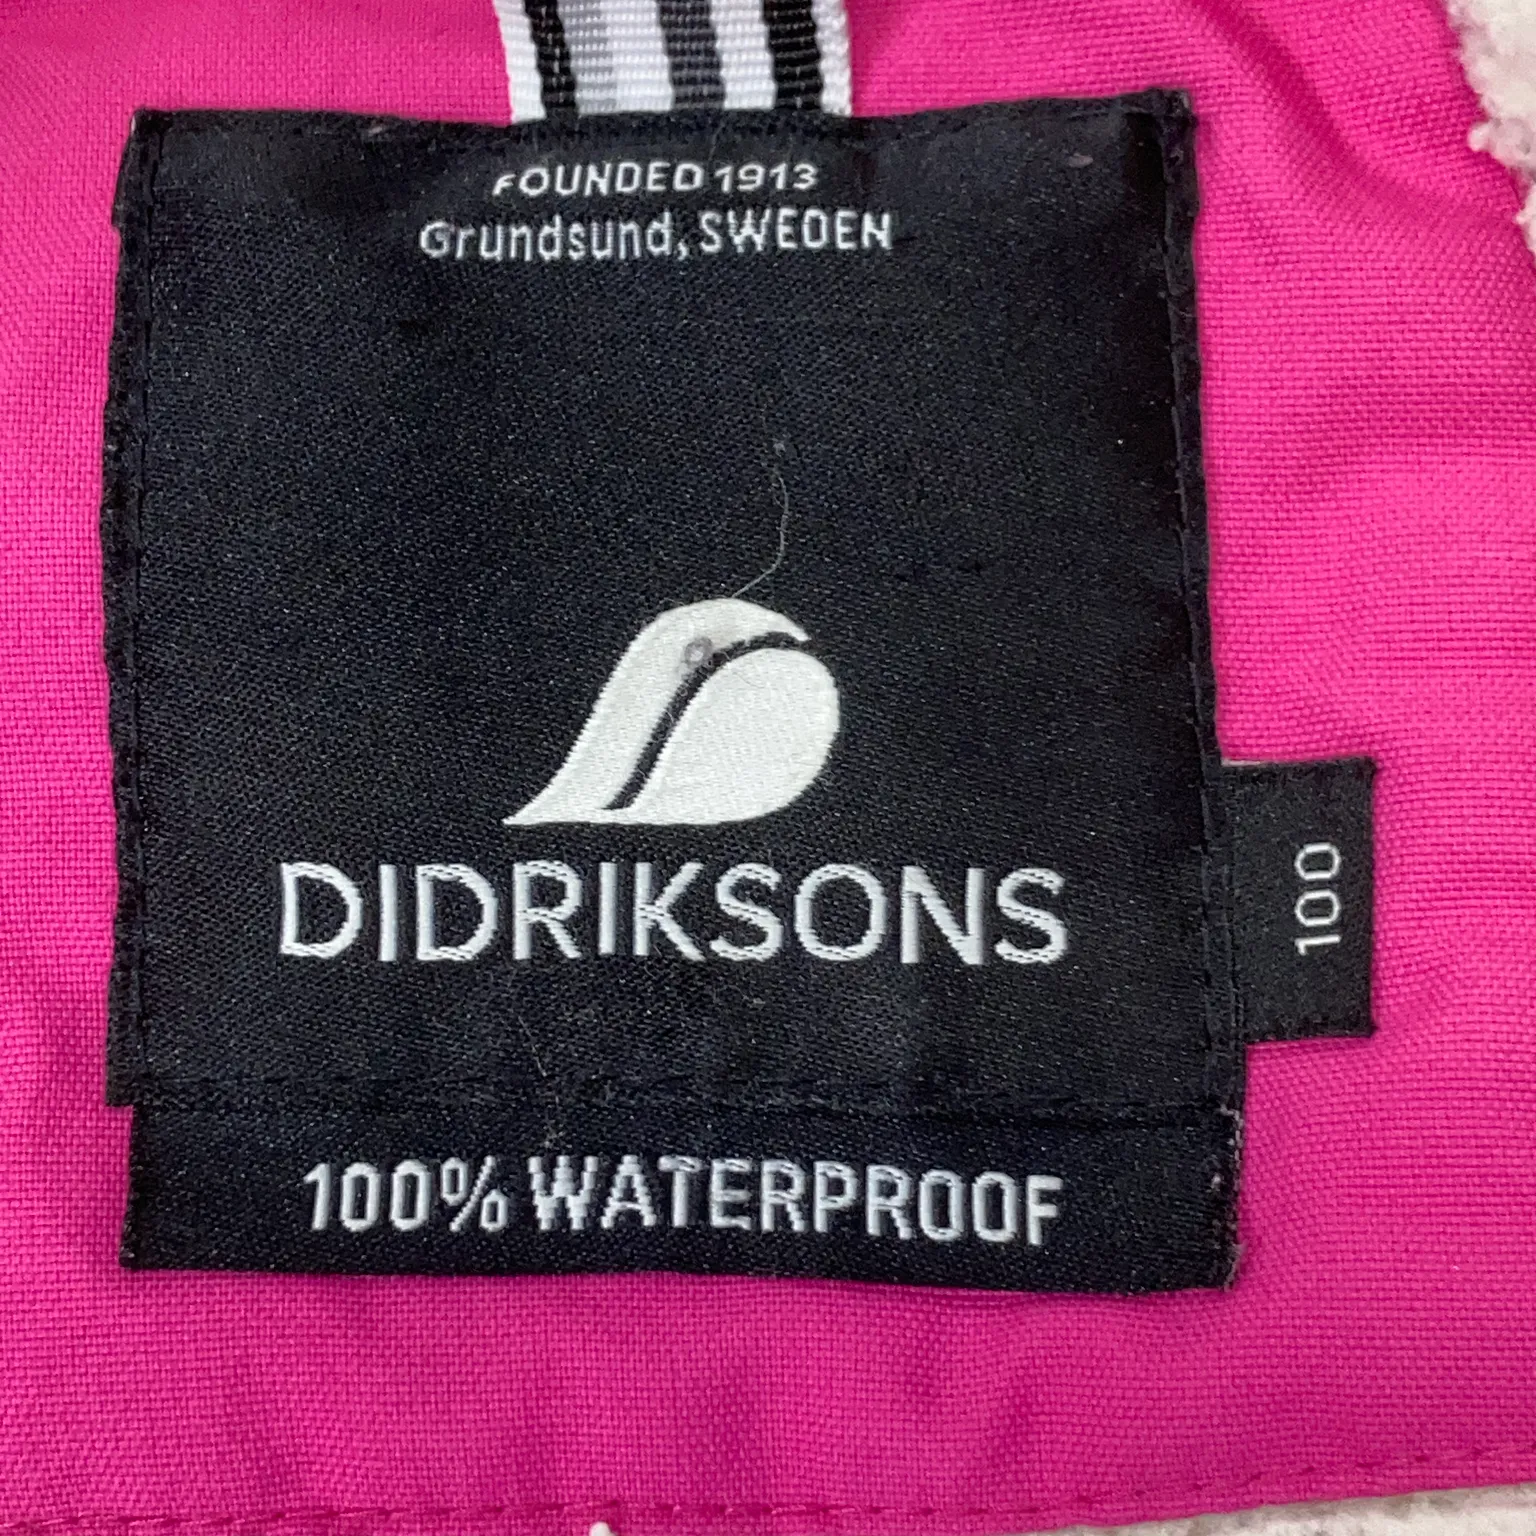 FOUNDED 1913
Grundsund, SWEDEN
DIDRIKSONS
100
100% WATERPROOF